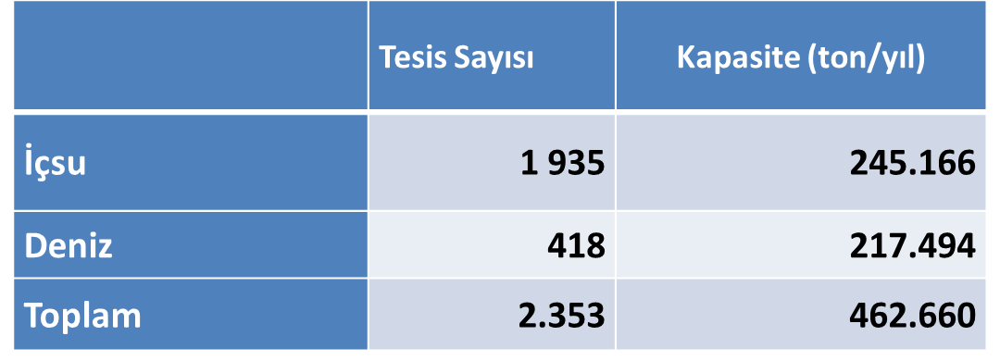 Tesis Sayısı Kapasite (ton/yıl)
İçsu 1 935 245.166
Deniz 418 217.494
Toplam 2.353 462.660